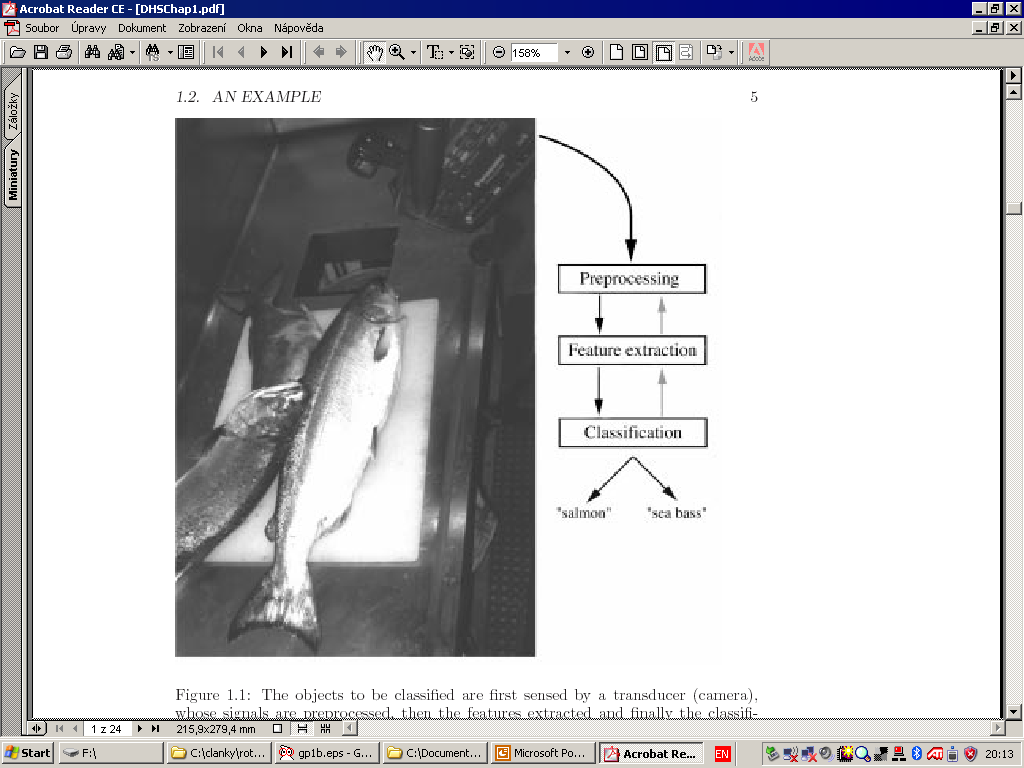 Acrobat Reader CE - [DHSChap1.pdf]
Soubor Úpravy Dokument Zobrazení Okna Nápověda
158%
Adobe
Záložky
Miniatury
1.2. AN EXAMPLE 5
Preprocessing
Feature extraction
Classification
"salmon" "sea bass"
Figure 1.1: The objects to be classified are first sensed by a transducer (camera),
whose signals are preprocessed, then the features extracted and finally the classifi-
1 z 24 215,9x279,4 mm
Start F:\ C:\clanky\rot... gp1b.eps - G... C:\Document... Microsoft Po... Acrobat Re... EN 20:13